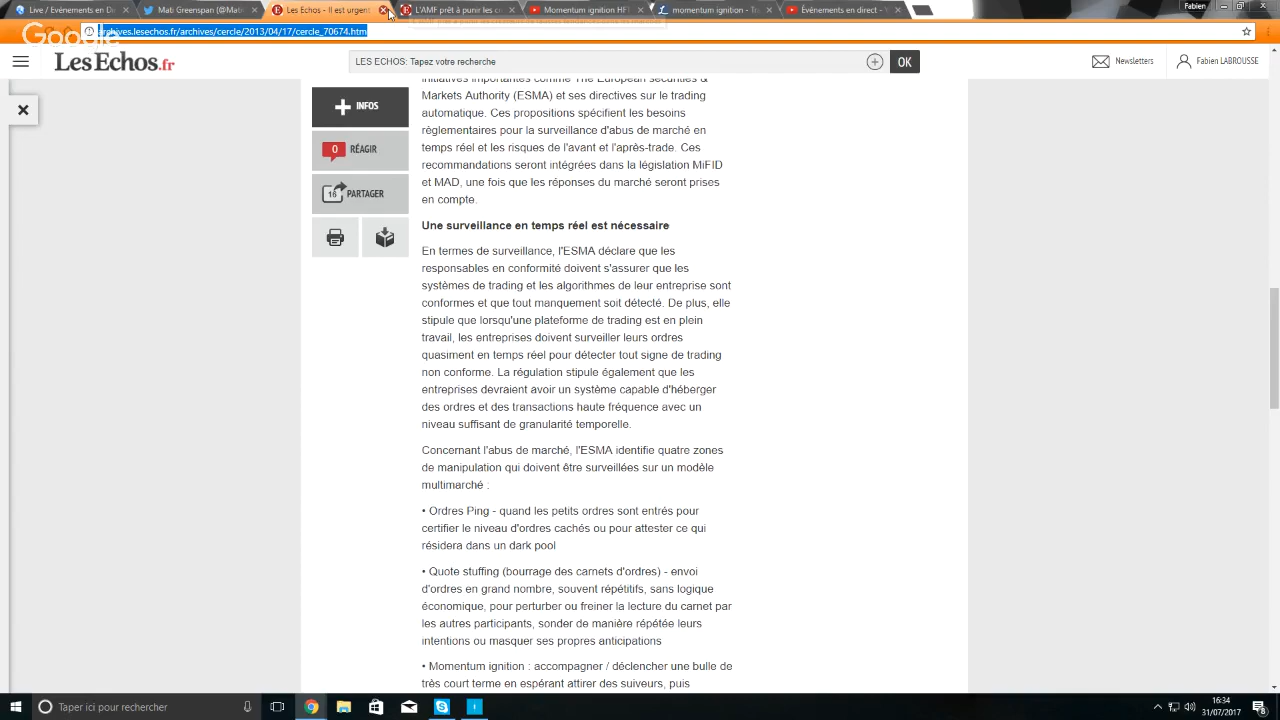 Live / Évènements en Dir
Mati Greenspan (@Mati
Les Echos - Il est urgent
L'AMF prêt à punir les cr
Momentum ignition HFT
momentum ignition - Tra
Évènements en direct - Y
Fabien
Google
archives.lesechos.fr/archives/cercle/2013/04/17/cercle_70674.htm
LesEchos.fr
LES ECHOS: Tapez votre recherche
OK
Newsletters
Fabien LABROUSSE
initiatives importantes comme The European securities &
Markets Authority (ESMA) et ses directives sur le trading
automatique. Ces propositions spécifient les besoins
règlementaires pour la surveillance d'abus de marché en
temps réel et les risques de l'avant et l'après-trade. Ces
recommandations seront intégrées dans la législation MiFID
et MAD, une fois que les réponses du marché seront prises
en compte.
INFOS
0 RÉAGIR
16 PARTAGER
Une surveillance en temps réel est nécessaire
En termes de surveillance, l'ESMA déclare que les
responsables en conformité doivent s'assurer que les
systèmes de trading et les algorithmes de leur entreprise sont
conformes et que tout manquement soit détecté. De plus, elle
stipule que lorsqu'une plateforme de trading est en plein
travail, les entreprises doivent surveiller leurs ordres
quasiment en temps réel pour détecter tout signe de trading
non conforme. La régulation stipule également que les
entreprises devraient avoir un système capable d'héberger
des ordres et des transactions haute fréquence avec un
niveau suffisant de granularité temporelle.
Concernant l'abus de marché, l'ESMA identifie quatre zones
de manipulation qui doivent être surveillées sur un modèle
multimarché :
• Ordres Ping - quand les petits ordres sont entrés pour
certifier le niveau d'ordres cachés ou pour attester ce qui
résidera dans un dark pool
• Quote stuffing (bourrage des carnets d'ordres) - envoi
d'ordres en grand nombre, souvent répétitifs, sans logique
économique, pour perturber ou freiner la lecture du carnet par
les autres participants, sonder de manière répétée leurs
intentions ou masquer ses propres anticipations
• Momentum ignition : accompagner / déclencher une bulle de
très court terme en espérant attirer des suiveurs, puis
Taper ici pour rechercher
16:34
31/07/2017
8